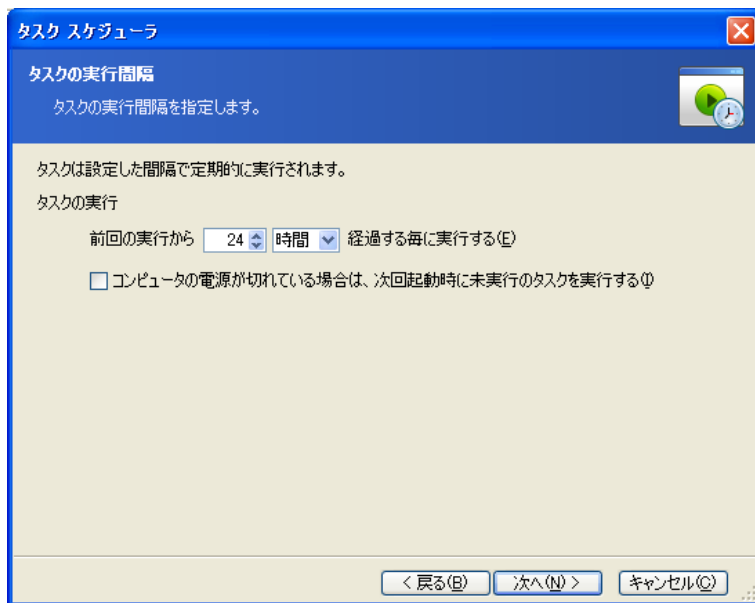 タスク スケジューラ
タスクの実行間隔
タスクの実行間隔を指定します。
タスクは設定した間隔で定期的に実行されます。
タスクの実行
前回の実行から 24 時間 経過する毎に実行する(E)
コンピュータの電源が切れている場合は、次回起動時に未実行のタスクを実行する(I)
< 戻る(B) 次へ(N) > キャンセル(C)